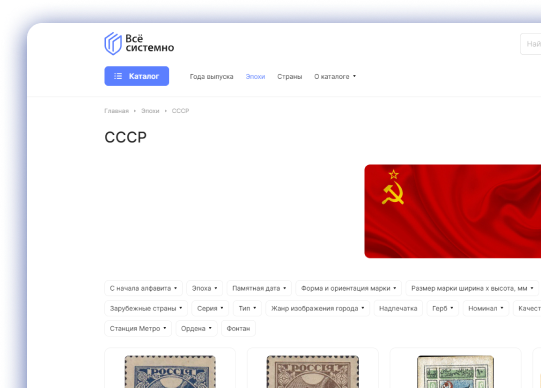 Всё
системно
Най
Каталог
Года выпуска Эпохи Страны О каталоге
Главная • Эпохи • СССР
СССР
С начала алфавита Эпоха Памятная дата Форма и ориентация марки Размер марки ширина х высота, мм
Зарубежные страны Серия Тип Жанр изображения города Надпечатка Герб Номинал Качест
Станция Метро Ордена Фонтан
РОССІЯ
РОССІЯ